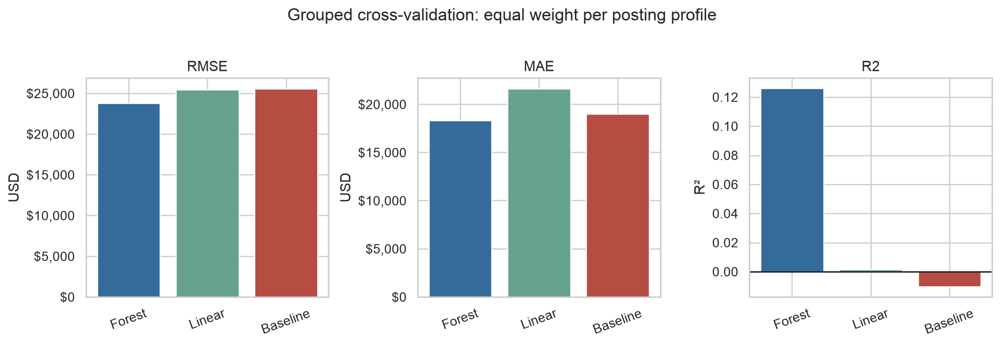 Grouped cross-validation: equal weight per posting profile
RMSE
USD
$25,000
$20,000
$15,000
$10,000
$5,000
$0
Forest
Linear
Baseline
MAE
USD
$20,000
$15,000
$10,000
$5,000
$0
Forest
Linear
Baseline
R2
R²
0.12
0.10
0.08
0.06
0.04
0.02
0.00
Forest
Linear
Baseline